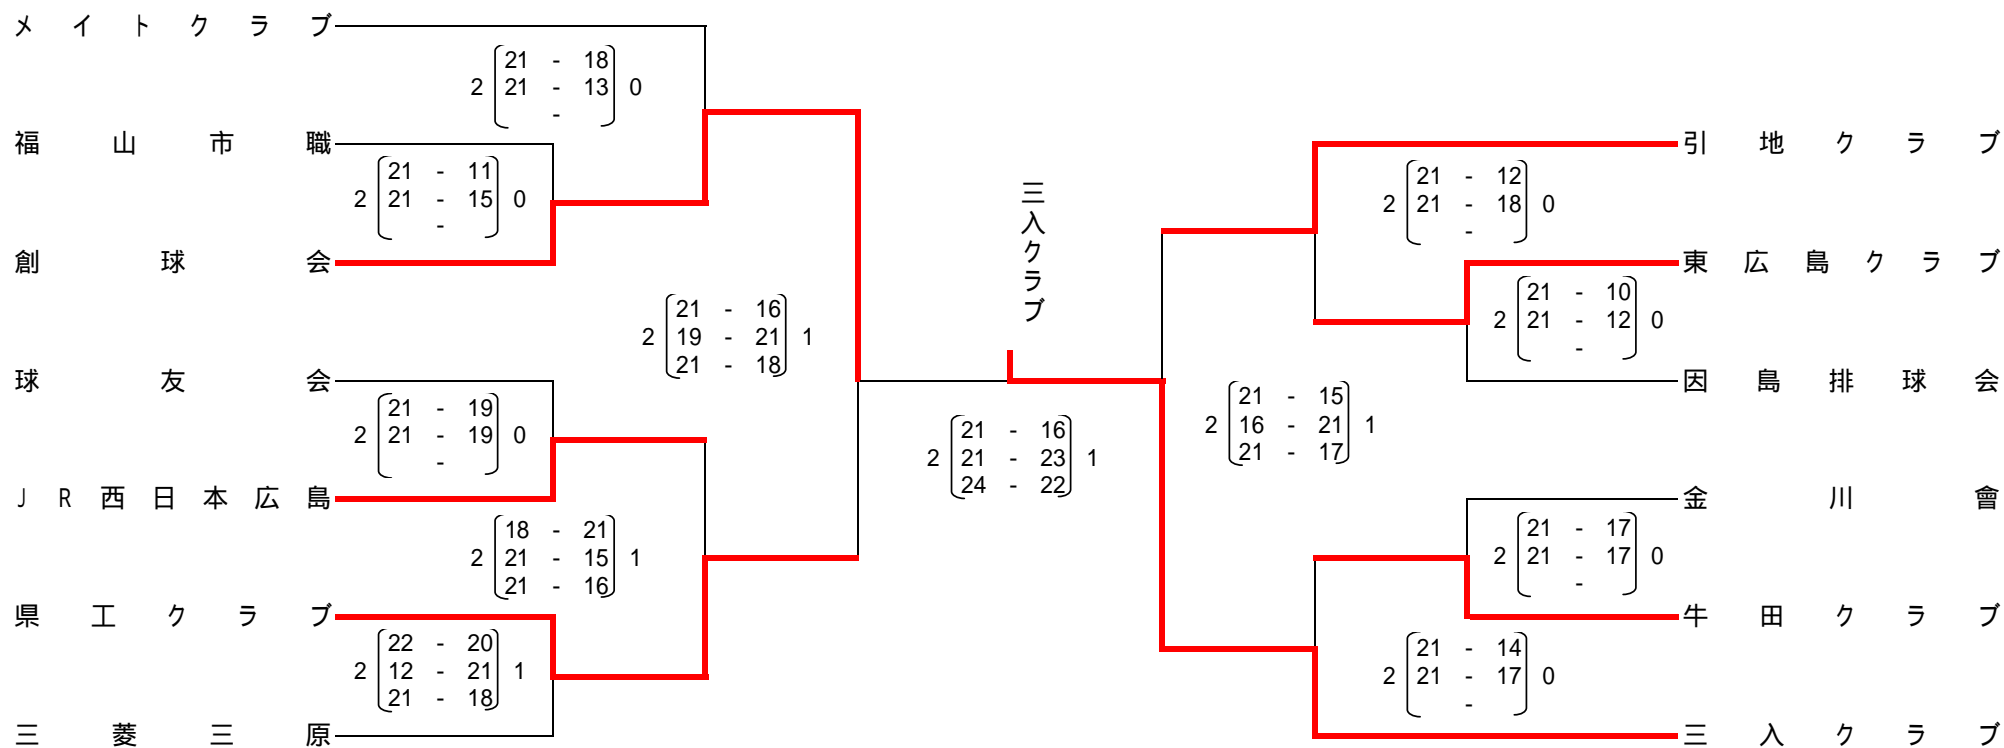 メイトクラブ
21 - 18
2 21 - 13 0
-
福山市職
21 - 11
2 21 - 15 0
-
創球会
21 - 16
2 19 - 21 1
21 - 18
球友会
21 - 19
2 21 - 19 0
-
JR西日本広島
18 - 21
2 21 - 15 1
21 - 16
県工クラブ
22 - 20
2 12 - 21 1
21 - 18
三菱三原
三入クラブ
21 - 16
2 21 - 23 1
24 - 22
引地クラブ
21 - 12
2 21 - 18 0
-
東広島クラブ
21 - 10
2 21 - 12 0
-
因島排球会
21 - 15
2 16 - 21 1
21 - 17
金川會
21 - 17
2 21 - 17 0
-
牛田クラブ
21 - 14
2 21 - 17 0
-
三入クラブ